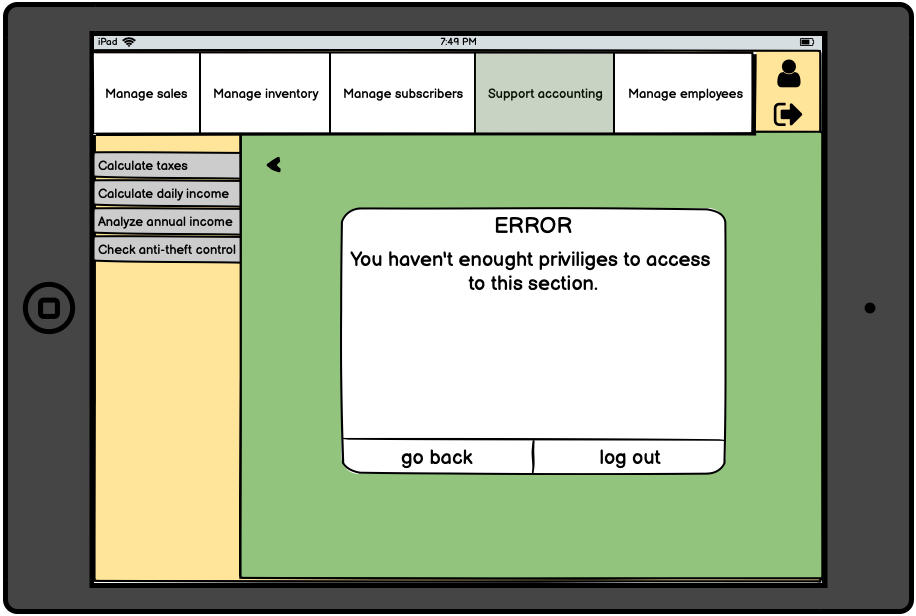 iPad
7:49 PM
Manage sales
Manage inventory
Manage subscribers
Support accounting
Manage employees
Calculate taxes
Calculate daily income
Analyze annual income
Check anti-theft control
ERROR
You haven't enought priviliges to access
to this section.
go back
log out